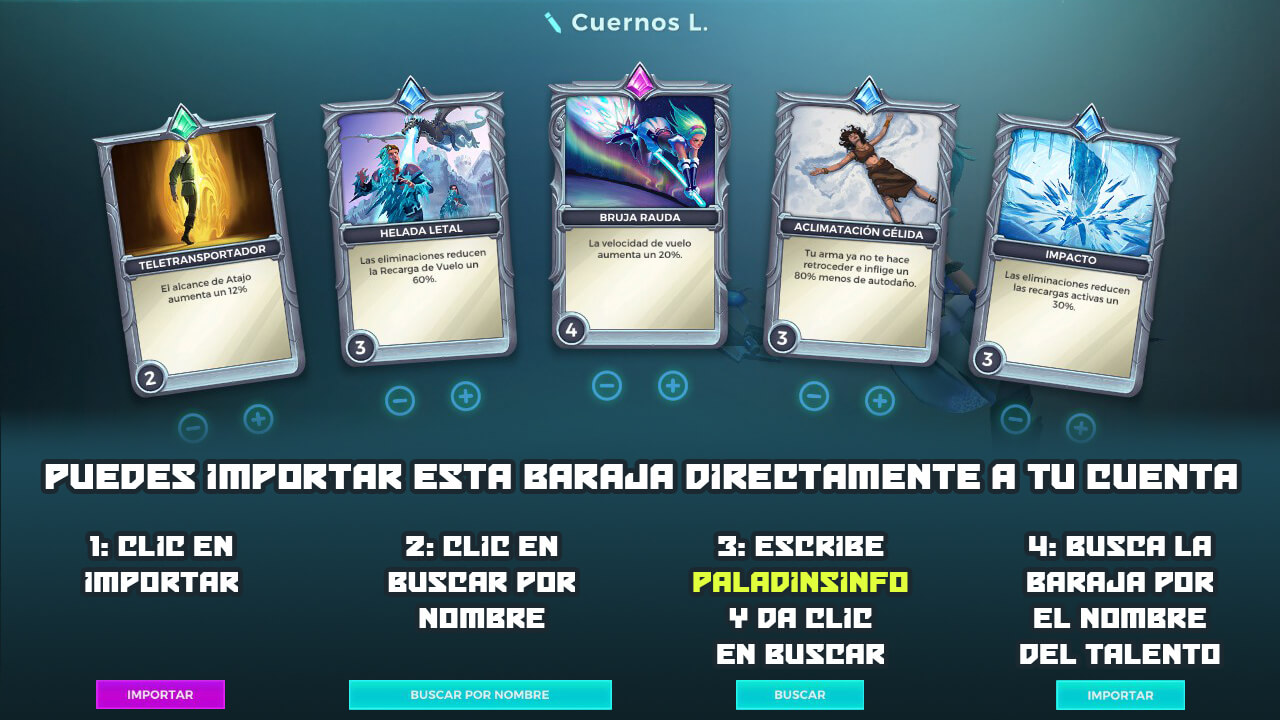 Cuernos L.
TELETRANSPORTADOR
El alcance de Atajo
aumenta un 12%
2
HELADA LETAL
Las eliminaciones reducen
la Recarga de Vuelo un
60%.
3
BRUJA RAUDA
La velocidad de vuelo
aumenta un 20%.
4
ACLIMATACIÓN GÉLIDA
Tu arma ya no te hace
retroceder e inflige un
80% menos de autodaño.
3
IMPACTO
Las eliminaciones reducen
las recargas activas un
30%.
3
PUEDES IMPORTAR ESTA BARAJA DIRECTAMENTE A TU CUENTA
1: CLIC EN
IMPORTAR
IMPORTAR
2: CLIC EN
BUSCAR POR
NOMBRE
BUSCAR POR NOMBRE
3: ESCRIBE
PALADINSINFO
Y DA CLIC
EN BUSCAR
BUSCAR
4: BUSCA LA
BARAJA POR
EL NOMBRE
DEL TALENTO
IMPORTAR